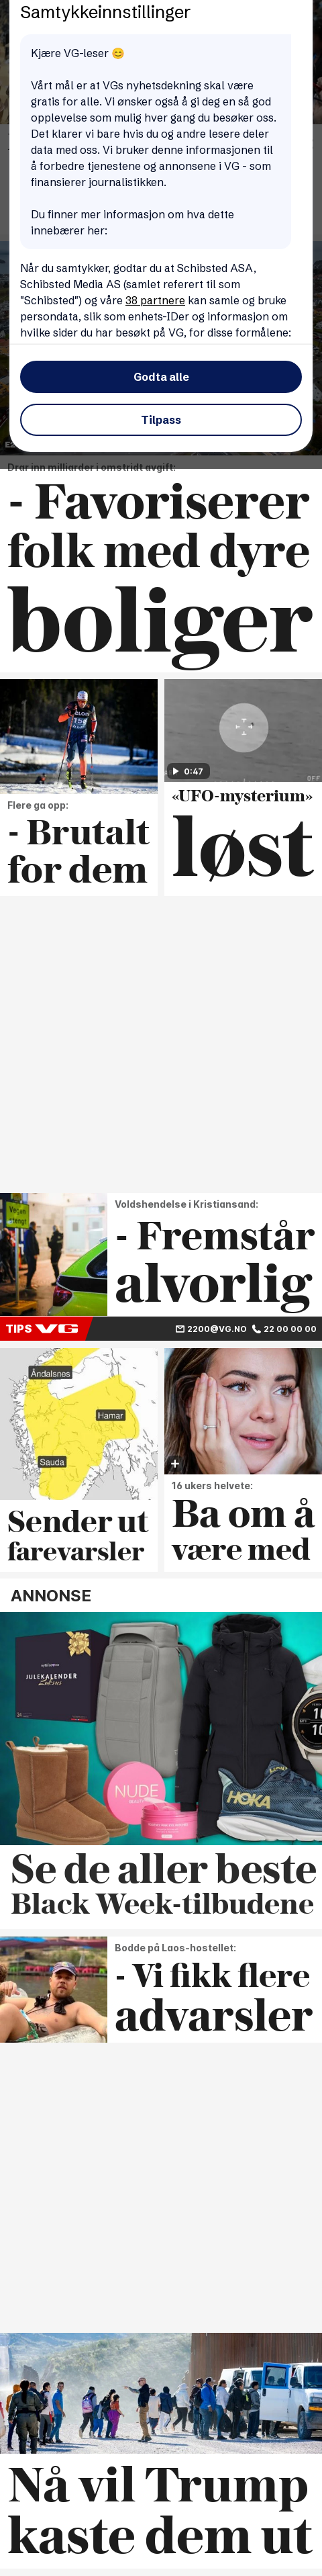 Samtykkeinnstillinger
Kjære VG-leser 😊
Vårt mål er at VGs nyhetsdekning skal være
gratis for alle. Vi ønsker også å gi deg en så god
opplevelse som mulig hver gang du besøker oss.
Det klarer vi bare hvis du og andre lesere deler
data med oss. Vi bruker denne informasjonen til
å forbedre tjenestene og annonsene i VG - som
finansierer journalistikken.
Du finner mer informasjon om hva dette
innebærer her:
Når du samtykker, godtar du at Schibsted ASA,
Schibsted Media AS (samlet referert til som
"Schibsted") og våre 38 partnere kan samle og bruke
persondata, slik som enhets-IDer og informasjon om
hvilke sider du har besøkt på VG, for disse formålene:
Godta alle
Tilpass
Drar inn milliarder i omstridt avgift:
- Favoriserer
folk med dyre
boliger
Flere ga opp:
- Brutalt
for dem
0:47
«UFO-mysterium»
løst
Veien
stengt
Voldshendelse i Kristiansand:
- Fremstår
alvorlig
TIPS VG
2200@VG.NO 22 00 00 00
Åndalsnes
Hamar
Sauda
Sender ut
farevarsler
16 ukers helvete:
Ba om å
være med
ANNONSE
JULEKALENDER
NUDE
HOKA
Se de aller beste
Black Week-tilbudene
Bodde på Laos-hostellet:
- Vi fikk flere
advarsler
Nå vil Trump
kaste dem ut